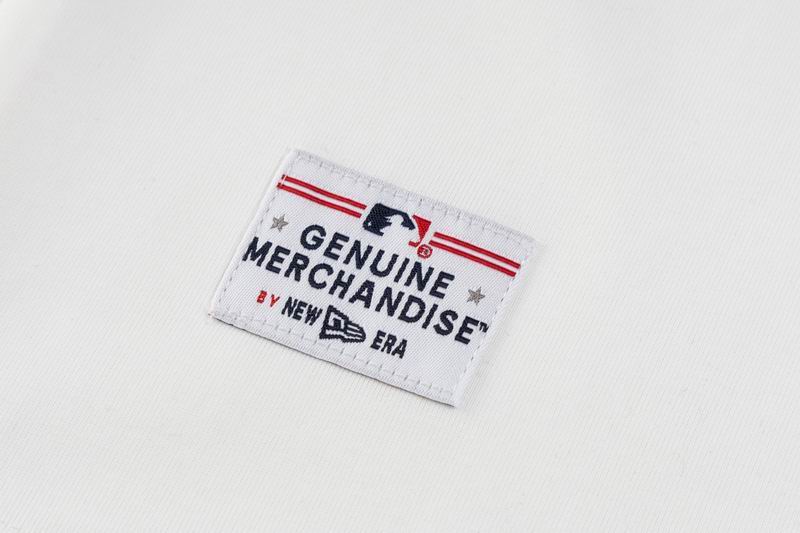 GENUINE
MERCHANDISE™
BY NEW ERA